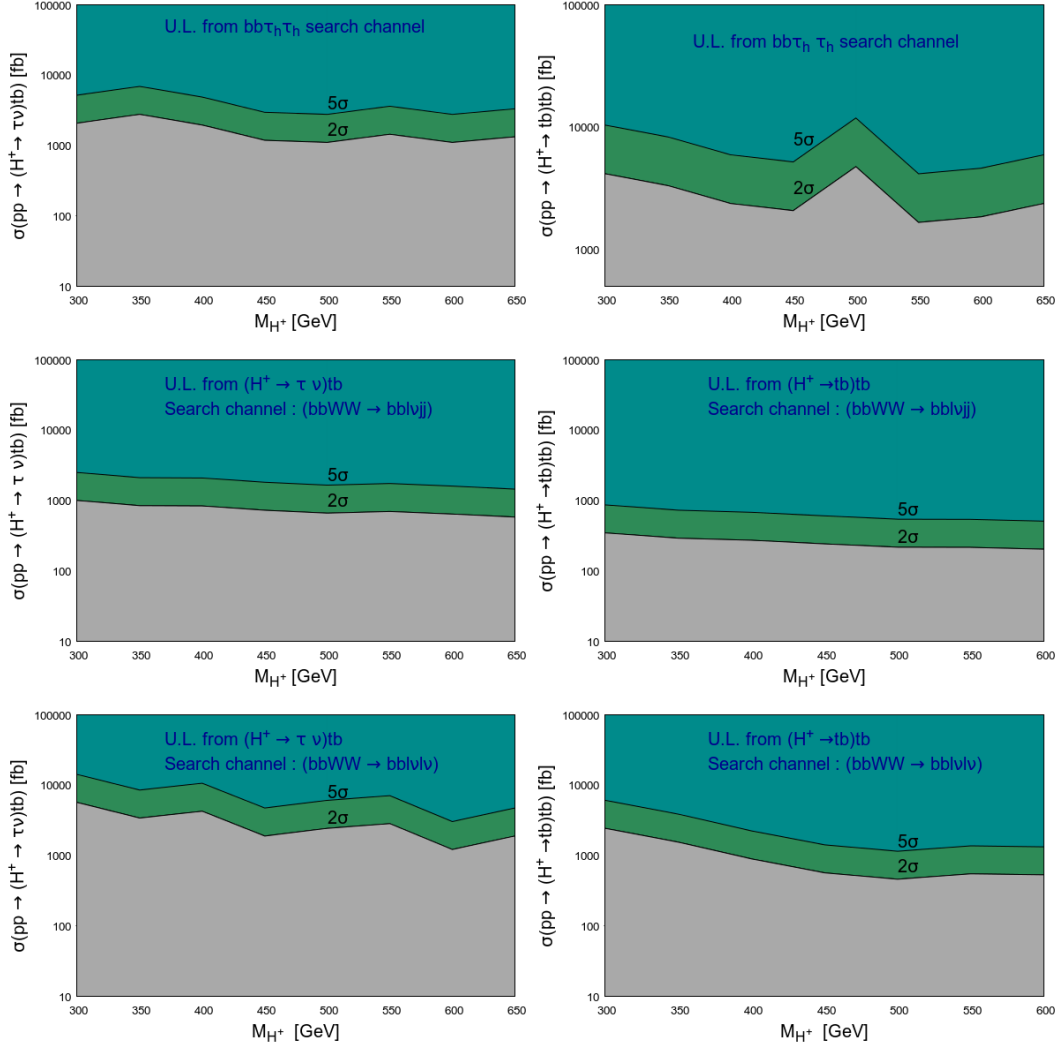 100000
10000
1000
100
10
σ(pp → (H⁺ → τν)tb) [fb]
U.L. from bbτₕτₕ search channel
5σ
2σ
300 350 400 450 500 550 600 650
M_H⁺ [GeV]
100000
10000
1000
σ(pp → (H⁺→ tb)tb) [fb]
U.L. from bbτₕ τₕ search channel
5σ
2σ
300 350 400 450 500 550 600 650
M_H⁺ [GeV]
100000
10000
1000
100
10
σ(pp → (H⁺ → τ ν)tb) [fb]
U.L. from (H⁺ → τ ν)tb
Search channel : (bbWW → bblνjj)
5σ
2σ
300 350 400 450 500 550 600 650
M_H⁺ [GeV]
100000
10000
1000
100
10
σ(pp → (H⁺ →tb)tb) [fb]
U.L. from (H⁺ →tb)tb
Search channel : (bbWW → bblνjj)
5σ
2σ
300 350 400 450 500 550 600
M_H⁺ [GeV]
100000
10000
1000
100
10
σ(pp → (H⁺ → τν)tb) [fb]
U.L. from (H⁺ → τ ν)tb
Search channel : (bbWW → bblνlν)
5σ
2σ
300 350 400 450 500 550 600 650
M_H⁺ [GeV]
100000
10000
1000
100
10
σ(pp → (H⁺ →tb)tb) [fb]
U.L. from (H⁺ →tb)tb
Search channel : (bbWW → bblνlν)
5σ
2σ
300 350 400 450 500 550 600
M_H⁺ [GeV]